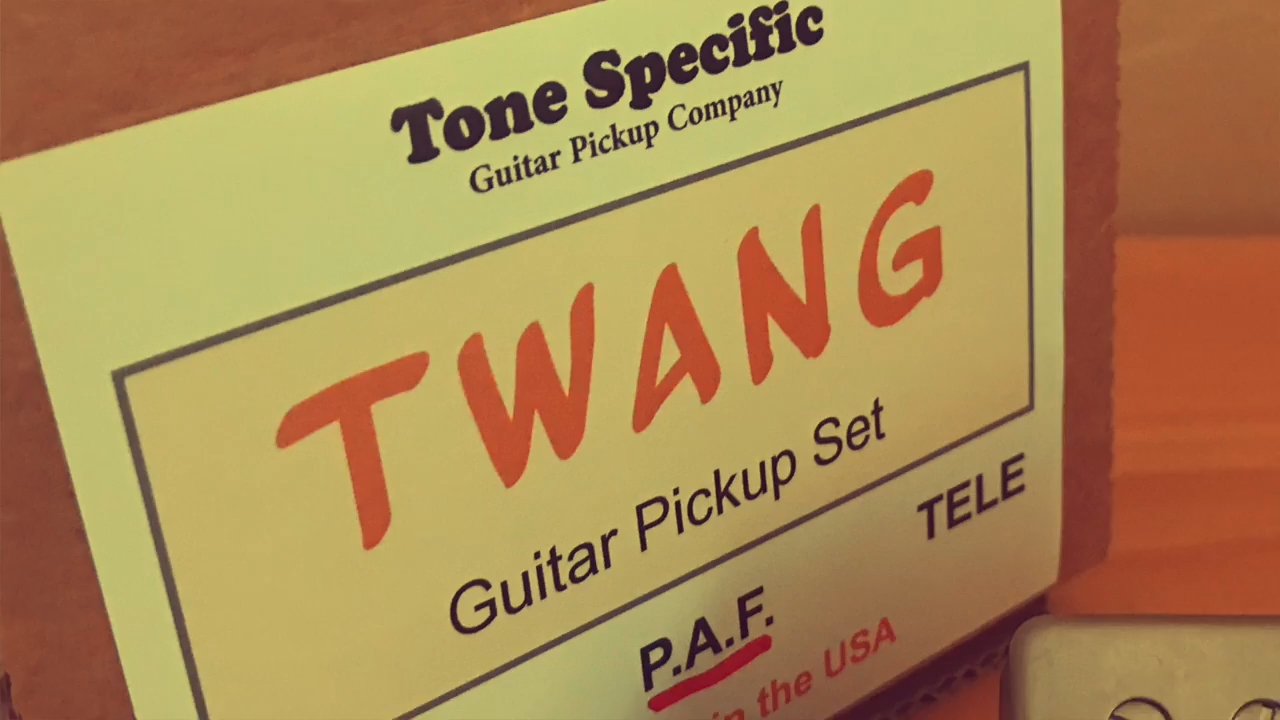 Tone Specific
Guitar Pickup Company
TWANG
Guitar Pickup Set
TELE
P.A.F.
in the USA